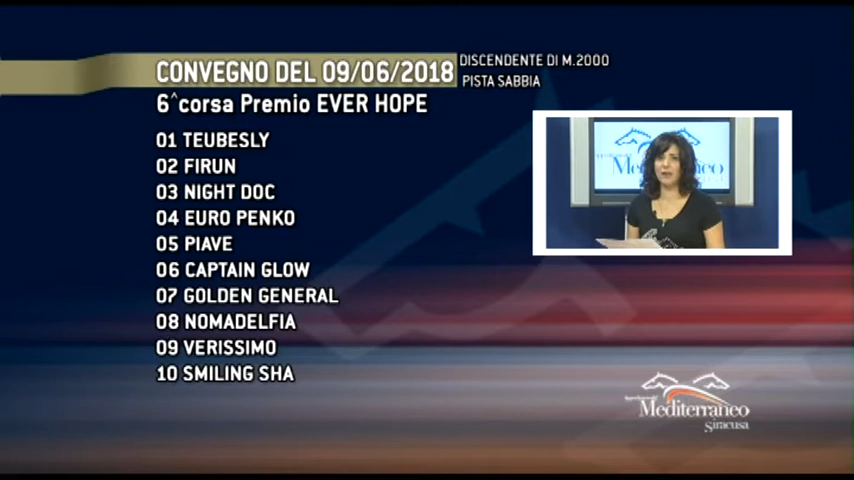 CONVEGNO DEL 09/06/2018
DISCENDENTE DI M.2000
PISTA SABBIA
6^corsa Premio EVER HOPE
01 TEUBESLY
02 FIRUN
03 NIGHT DOC
04 EURO PENKO
05 PIAVE
06 CAPTAIN GLOW
07 GOLDEN GENERAL
08 NOMADELFIA
09 VERISSIMO
10 SMILING SHA
Mediterraneo
Siracusa